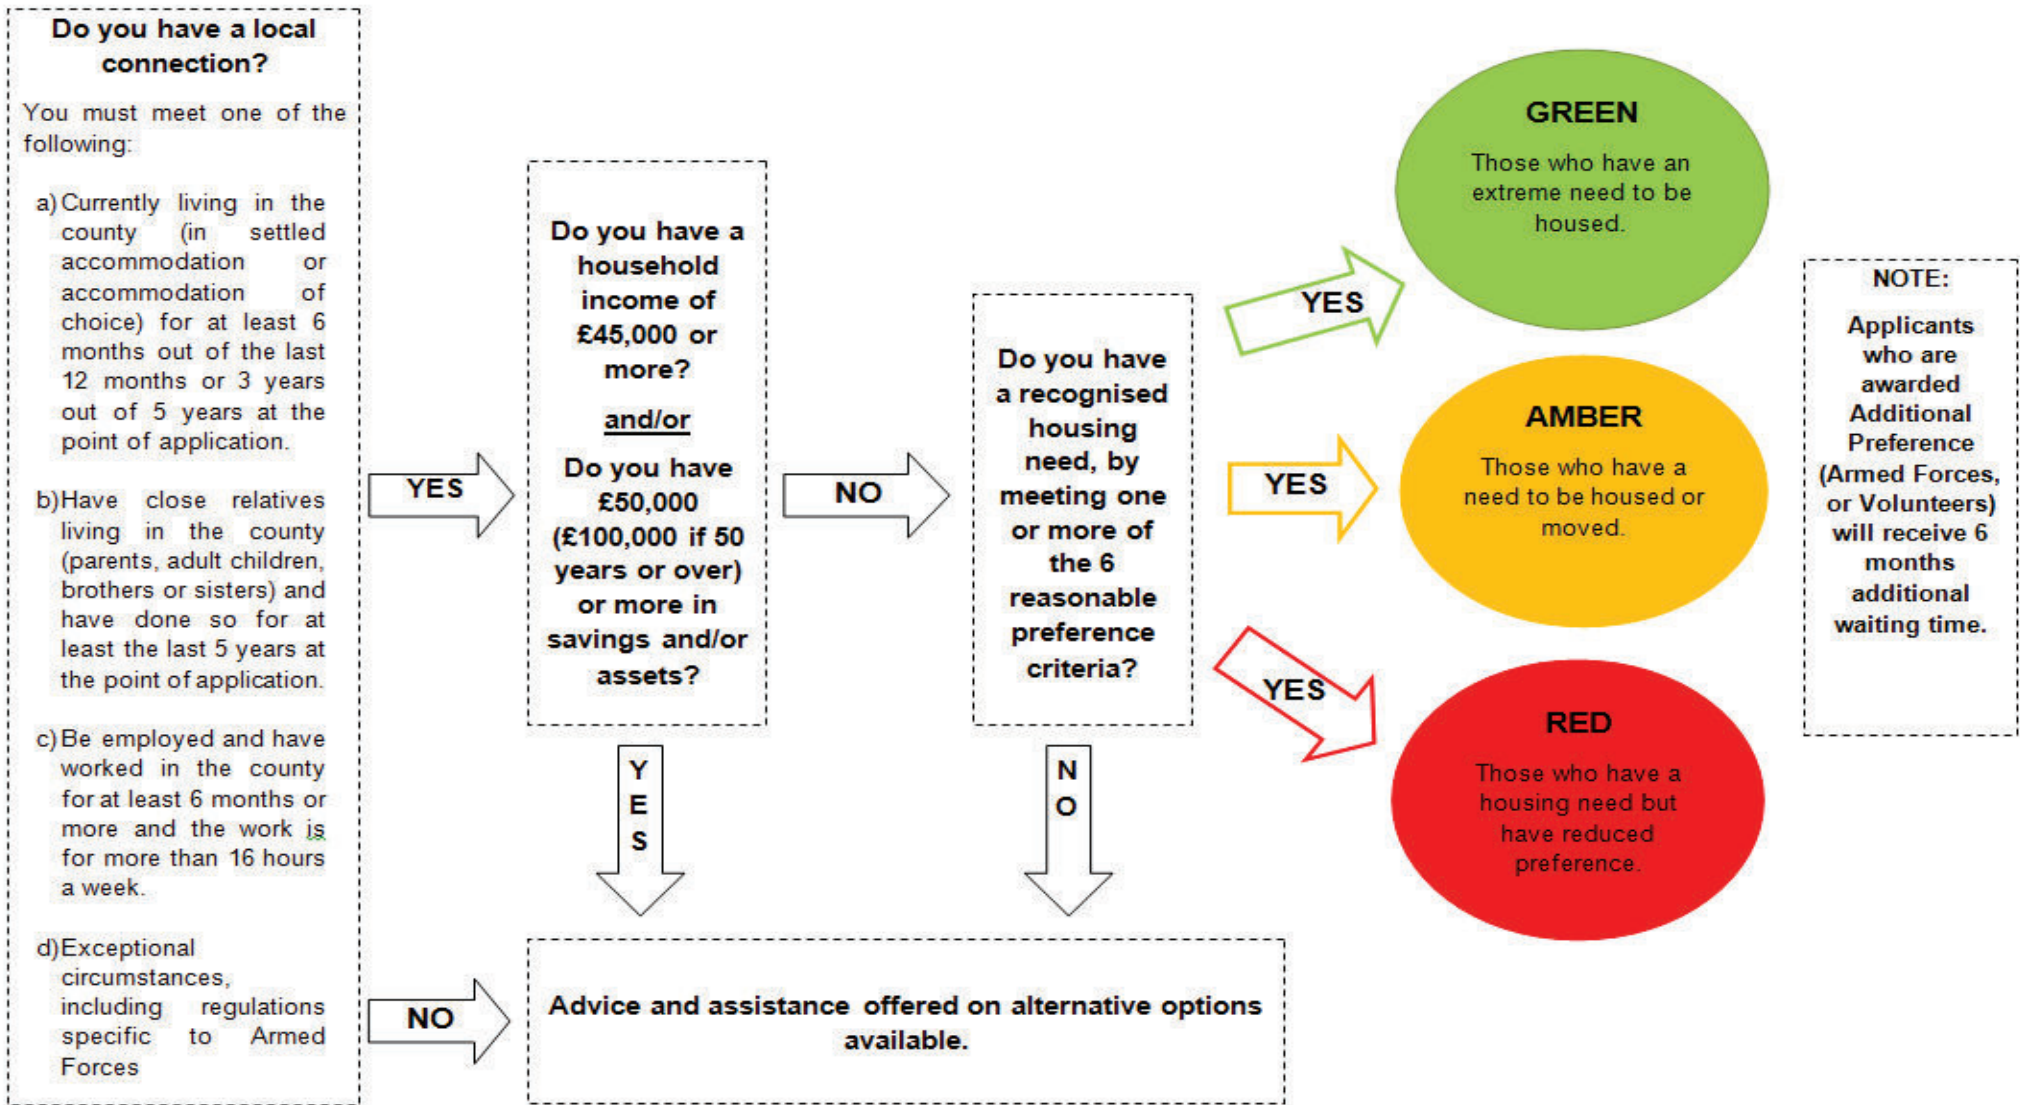 Do you have a local
connection?
You must meet one of the
following:
a) Currently living in the
county (in settled
accommodation or
accommodation of
choice) for at least 6
months out of the last
12 months or 3 years
out of 5 years at the
point of application.
b) Have close relatives
living in the county
(parents, adult children,
brothers or sisters) and
have done so for at
least the last 5 years at
the point of application.
c) Be employed and have
worked in the county
for at least 6 months or
more and the work is
for more than 16 hours
a week.
d) Exceptional
circumstances,
including regulations
specific to Armed
Forces
YES
NO
Do you have a
household
income of
£45,000 or
more?
and/or
Do you have
£50,000
(£100,000 if 50
years or over)
or more in
savings and/or
assets?
YES
NO
Do you have
a recognised
housing
need, by
meeting one
or more of
the 6
reasonable
preference
criteria?
NO
Advice and assistance offered on alternative options
available.
YES
GREEN
Those who have an
extreme need to be
housed.
YES
AMBER
Those who have a
need to be housed or
moved.
YES
RED
Those who have a
housing need but
have reduced
preference.
NOTE:
Applicants
who are
awarded
Additional
Preference
(Armed Forces,
or Volunteers)
will receive 6
months
additional
waiting time.